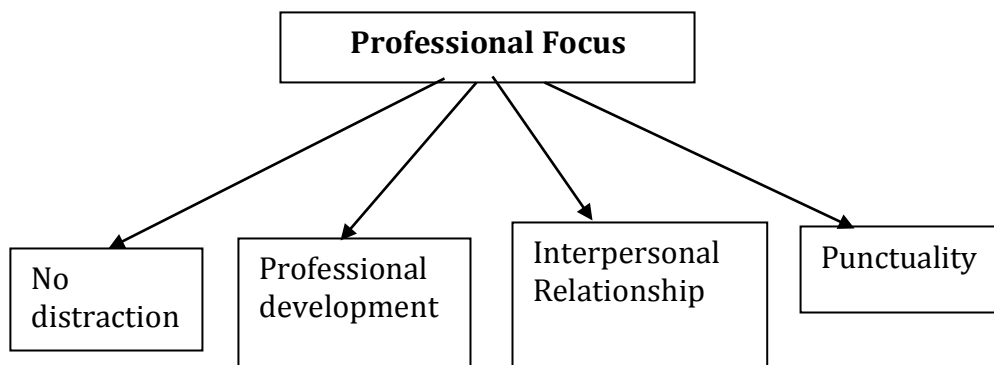 Professional Focus
No
distraction
Professional
development
Interpersonal
Relationship
Punctuality